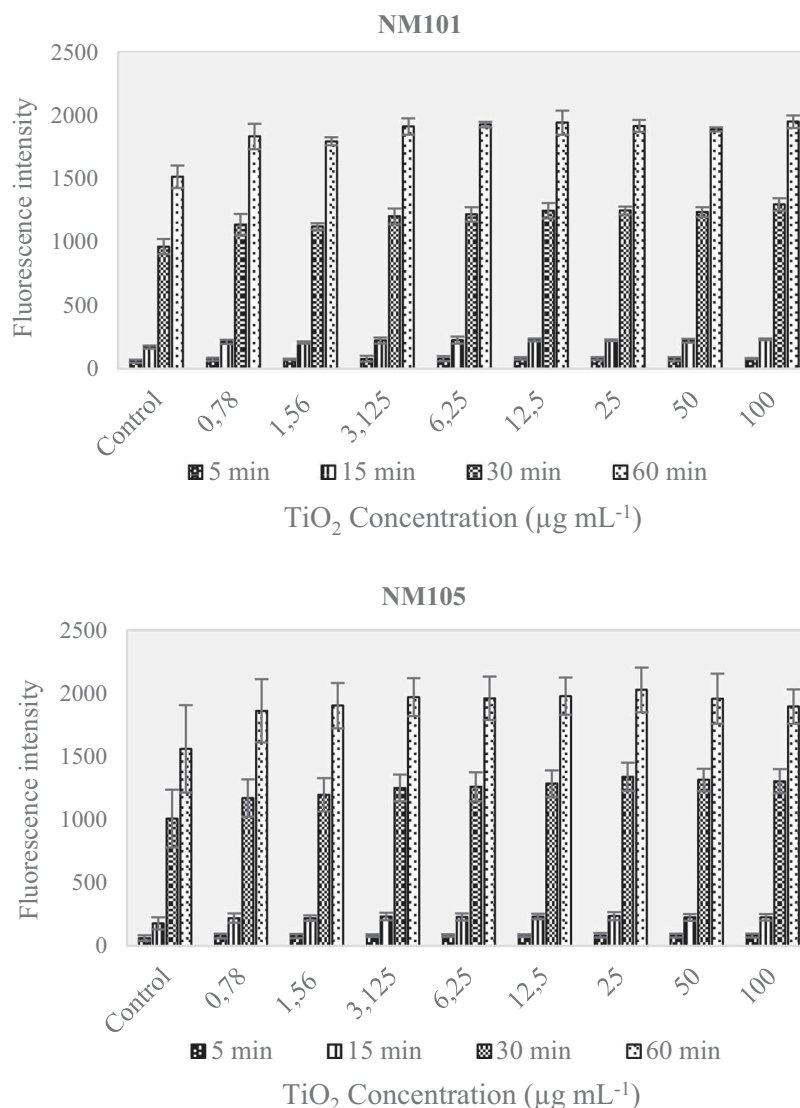 NM101
2500
2000
1500
1000
500
0
Fluorescence intensity
Control 0,78 1,56 3,125 6,25 12,5 25 50 100
5 min 15 min 30 min 60 min
TiO₂ Concentration (µg mL⁻¹)
NM105
2500
2000
1500
1000
500
0
Fluorescence intensity
Control 0,78 1,56 3,125 6,25 12,5 25 50 100
5 min 15 min 30 min 60 min
TiO₂ Concentration (µg mL⁻¹)